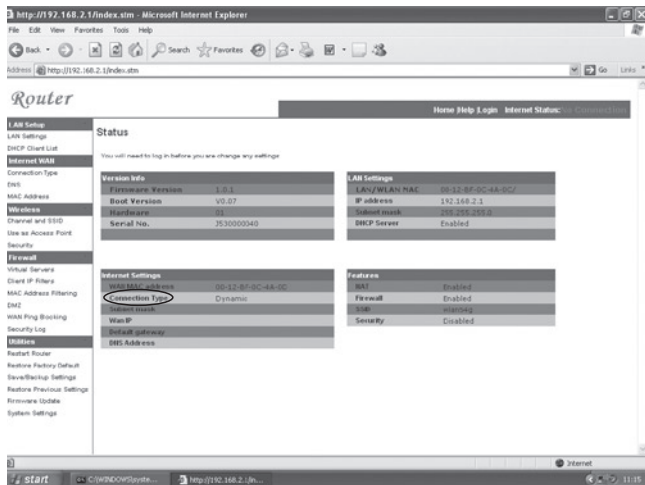 http://192.168.2.1/index.stm - Microsoft Internet Explorer
File Edit View Favorites Tools Help
Back Search Favorites
Address http://192.168.2.1/index.stm Go Links
Router
Home |Help |Login Internet Status: No Connection
LAN Setup
LAN Settings
DHCP Client List
Internet WAN
Connection Type
DNS
MAC Address
Wireless
Channel and SSID
Use as Access Point
Security
Firewall
Virtual Servers
Client IP Filters
MAC Address Filtering
DMZ
WAN Ping Blocking
Security Log
Utilities
Restart Router
Restore Factory Default
Save/Backup Settings
Restore Previous Settings
Firmware Update
System Settings
Status
You will need to log in before you are change any settings
Version Info
Firmware Version 1.0.1
Boot Version V0.07
Hardware 01
Serial No. J530000340
LAN Settings
LAN/WLAN MAC
IP address 192.168.2.1
Subnet mask 255.255.255.0
DHCP Server Enabled
Internet Settings
WAN MAC address
Connection Type Dynamic
Subnet mask
Wan IP
Default gateway
DNS Address
Features
NAT Enabled
Firewall Enabled
SSID
Security Disabled
Internet
start C:\WINDOWS\syste... http://192.168.2.1/in... 11:15